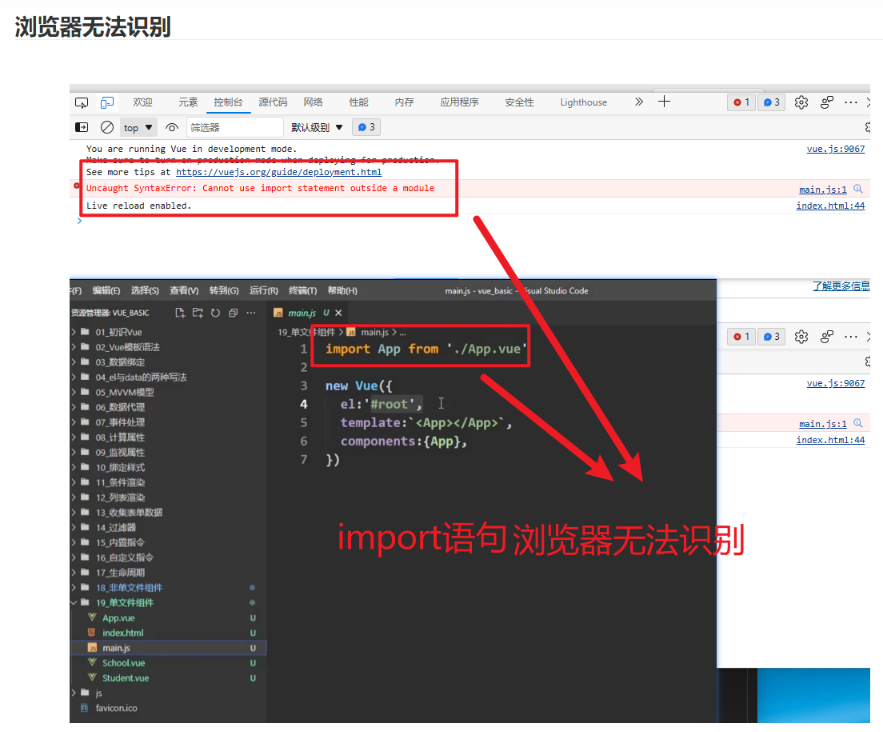 浏览器无法识别
欢迎 元素 控制台 源代码 网络 性能 内存 应用程序 安全性 Lighthouse 1 3
top 筛选器 默认级别 3
You are running Vue in development mode. vue.js:9067
Make sure to turn on production mode when deploying for production.
See more tips at https://vuejs.org/guide/deployment.html
Uncaught SyntaxError: Cannot use import statement outside a module main.js:1
Live reload enabled. index.html:44
编辑(E) 选择(S) 查看(V) 转到(G) 运行(R) 终端(T) 帮助(H) main.js - vue_basic - Visual Studio Code
了解更多信息
资源管理器: VUE_BASIC
main.js U
19_单文件组件 > main.js > ...
1 import App from './App.vue'
2
3 new Vue({
4 el:'#root',
5 template:`<App></App>`,
6 components:{App},
7 })
01_初识Vue
02_Vue模板语法
03_数据绑定
04_el与data的两种写法
05_MVVM模型
06_数据代理
07_事件处理
08_计算属性
09_监视属性
10_绑定样式
11_条件渲染
12_列表渲染
13_收集表单数据
14_过滤器
15_内置指令
16_自定义指令
17_生命周期
18_非单文件组件
19_单文件组件
App.vue U
index.html U
main.js U
School.vue U
Student.vue U
js
favicon.ico
import语句 浏览器无法识别
1 3
vue.js:9067
main.js:1
index.html:44